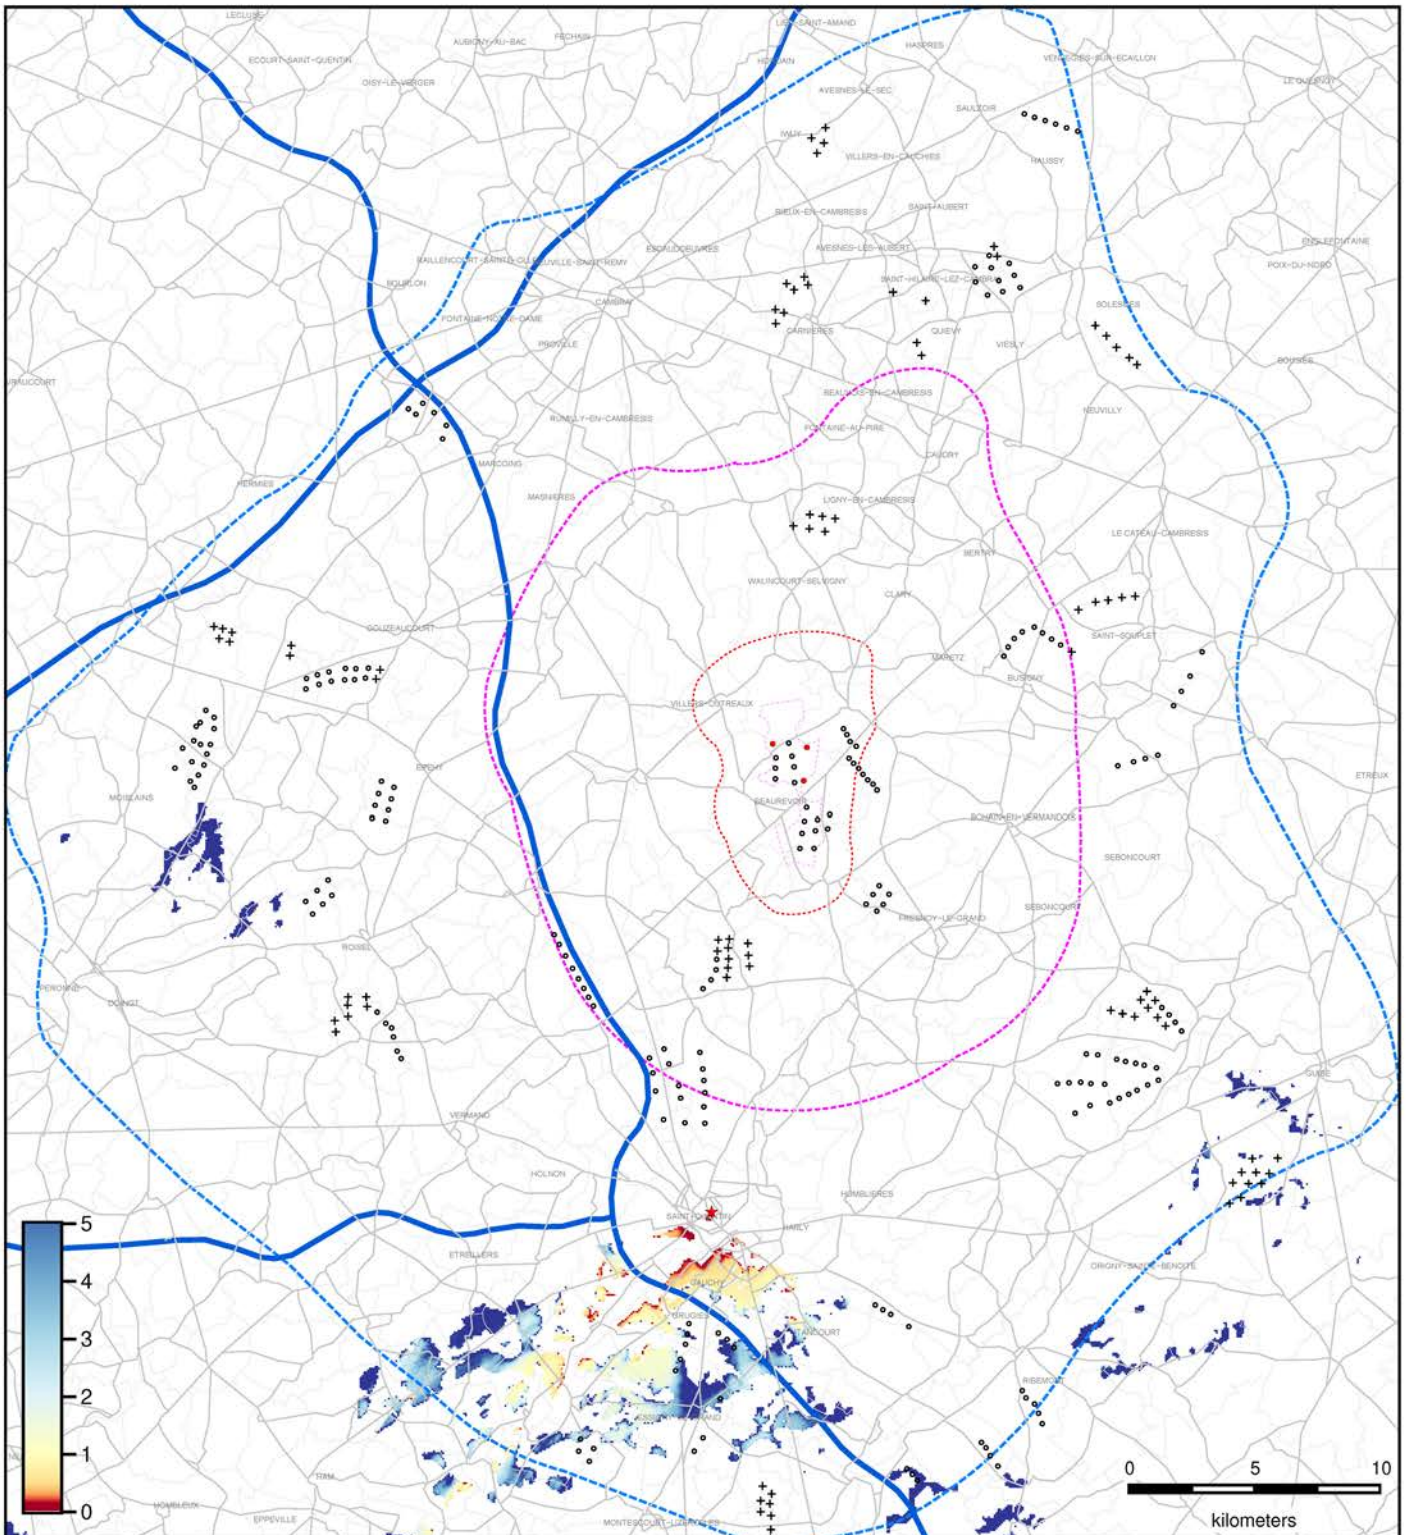 LECLUSE
LIEU-SAINT-AMAND
AUBIGNY-AU-BAC
FECHAIN
HASPRES
ECOURT-SAINT-QUENTIN
HORDAIN
VENDEGIES-SUR-ECAILLON
OISY-LE-VERGER
LE QUESNOY
AVESNES-LE-SEC
SAULZOIR
IWUY
VILLERS-EN-CAUCHIES
HAUSSY
RIEUX-EN-CAMBRESIS
SAINT-AUBERT
ESCAUDOEUVRES
AVESNES-LES-AUBERT
ENGLEFONTAINE
POIX-DU-NORD
BOURLON
CAMBRAI
SOLESMES
FONTAINE-NOTRE-DAME
CARNIERES
QUIEVY
VIESLY
PROVILLE
BOUSIES
VRAUCOURT
BEAUVOIS-EN-CAMBRESIS
NEUVILLY
RUMILLY-EN-CAMBRESIS
FONTAINE-AU-PIRE
CAUDRY
MARCOING
HERMIES
MASNIERES
LIGNY-EN-CAMBRESIS
LE CATEAU-CAMBRESIS
BERTRY
WALINCOURT-SELVIGNY
CLARY
GOUZEAUCOURT
SAINT-SOUPLET
MARETZ
BUSIGNY
VILLERS-OUTREAUX
EPEHY
ETREUX
MOISLAINS
BEAUREVOIR
BOHAIN-EN-VERMANDOIS
SEBONCOURT
SEBONCOURT
FRESNOY-LE-GRAND
ROISEL
PERONNE
DOINGT
GUISE
VERMAND
HOLNON
HOMBLIERES
SAINT-QUENTIN
HARLY
ETREILLERS
ORIGNY-SAINTE-BENOITE
GAUCHY
GRUGIES
ITANCOURT
RIBEMONT
HAM
HOMBLEUX
EPPEVILLE
MONTESCOURT-LIZEROLLES
5
4
3
2
1
0
0 5 10
kilometers